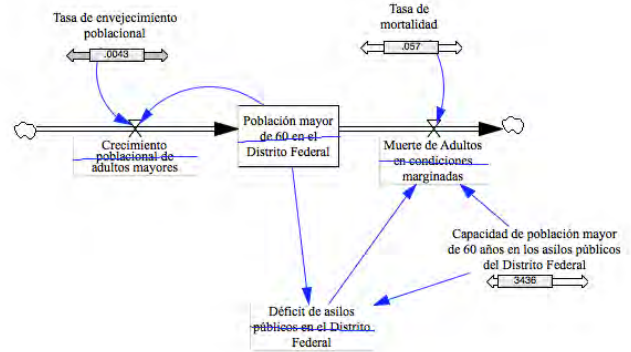 Tasa de envejecimiento
poblacional
.0043
Tasa de
mortalidad
.057
Población mayor
de 60 en el
Distrito Federal
Crecimiento
poblacional de
adultos mayores
Muerte de Adultos
en condiciones
marginadas
Capacidad de población mayor
de 60 años en los asilos públicos
del Distrito Federal
3436
Déficit de asilos
públicos en el Distrito
Federal